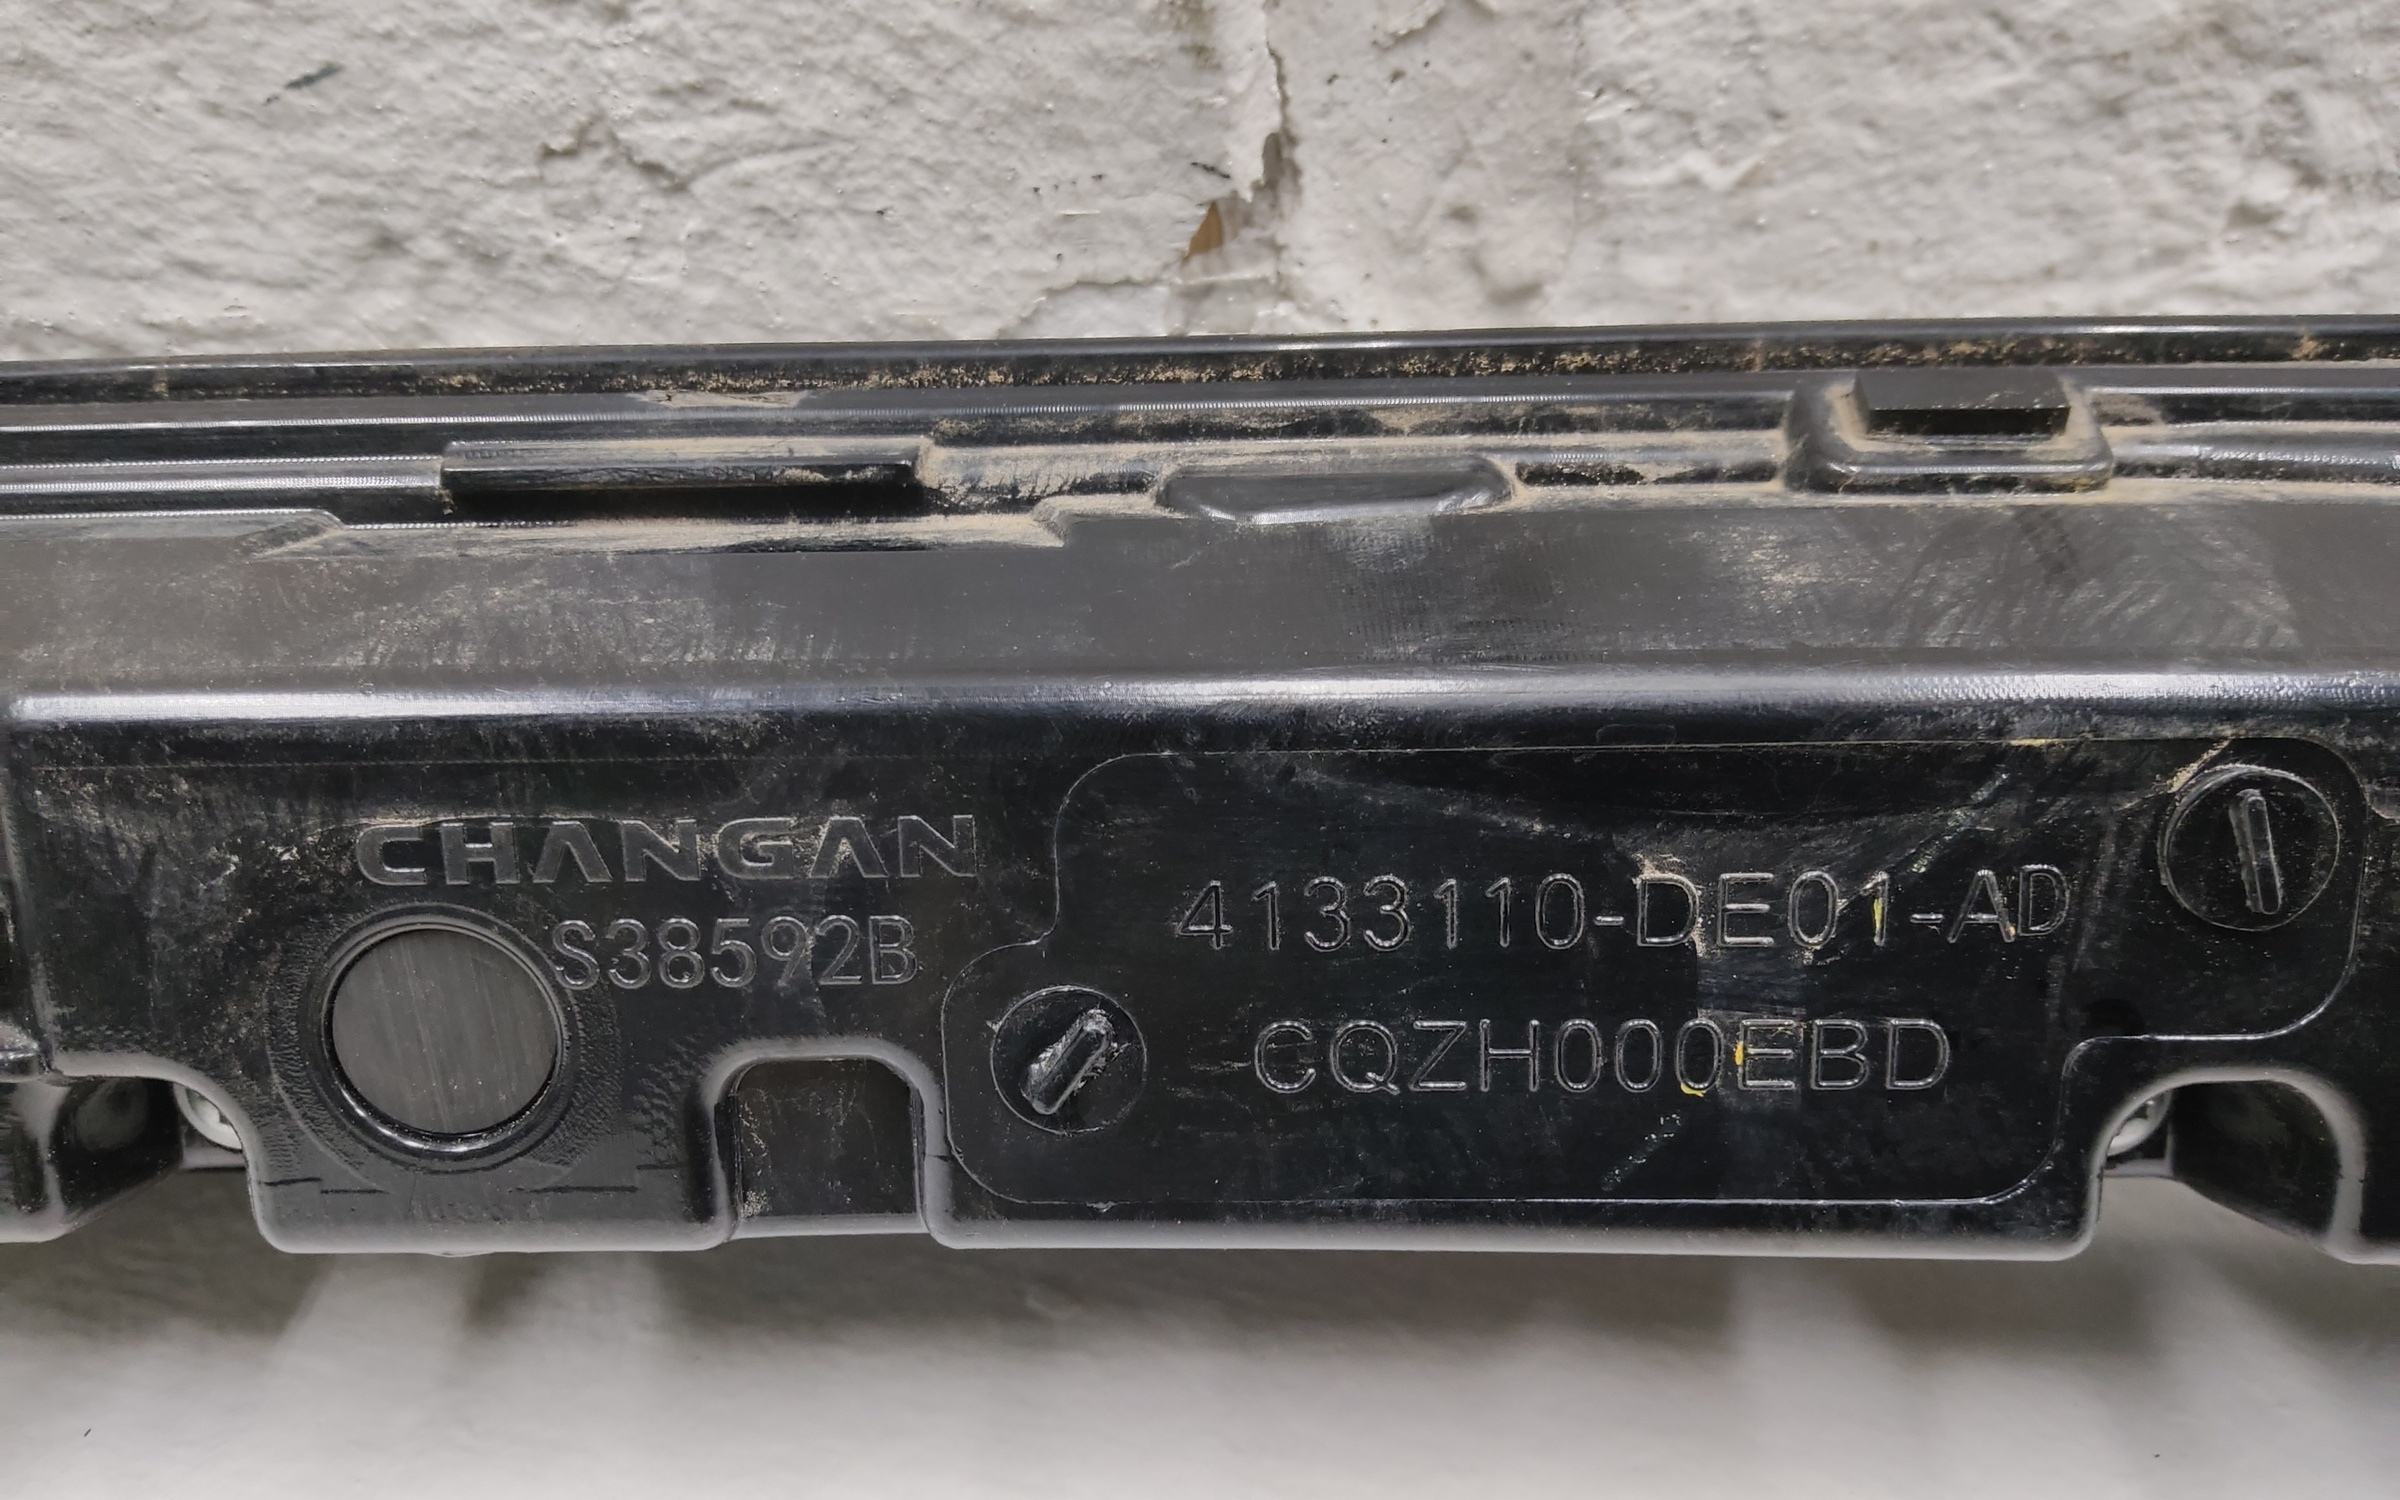 CHANGAN
S38592B
4133110-DE01-AD
CQZH000EBD